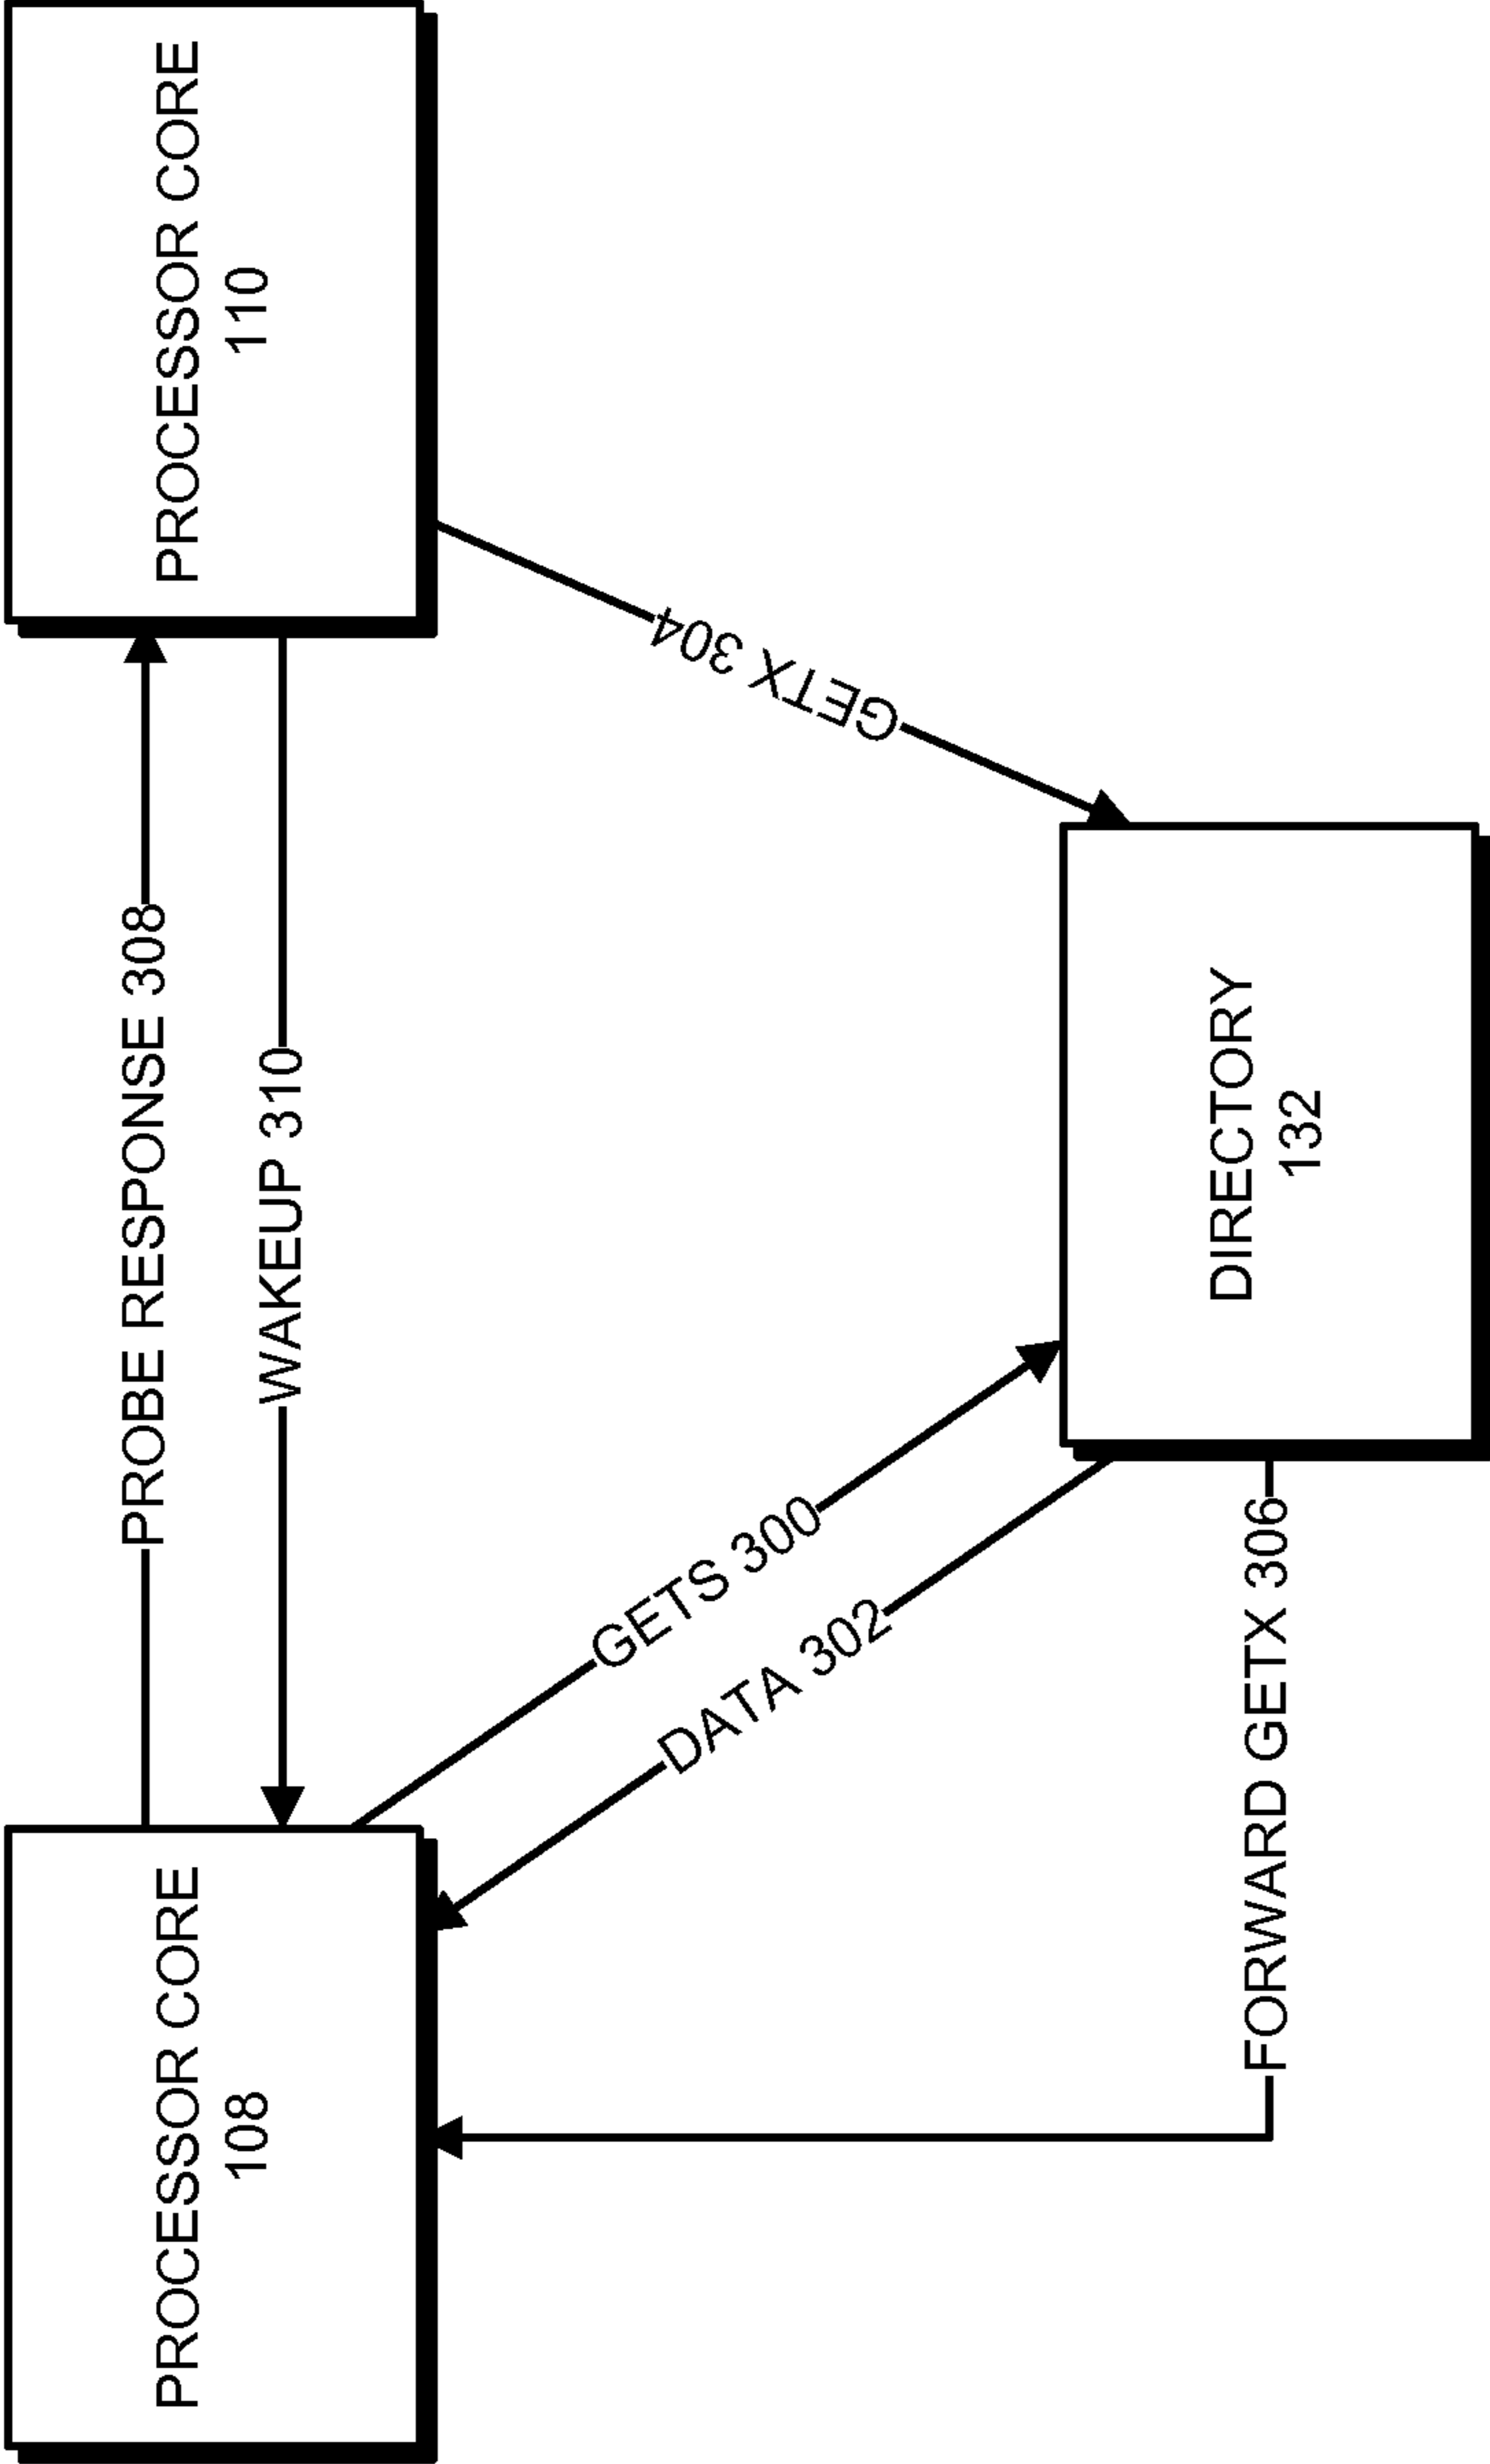 PROCESSOR CORE
108
PROBE RESPONSE 308
WAKEUP 310
PROCESSOR CORE
110
GETS 300
DATA 302
GETX 304
FORWARD GETX 306
DIRECTORY
132